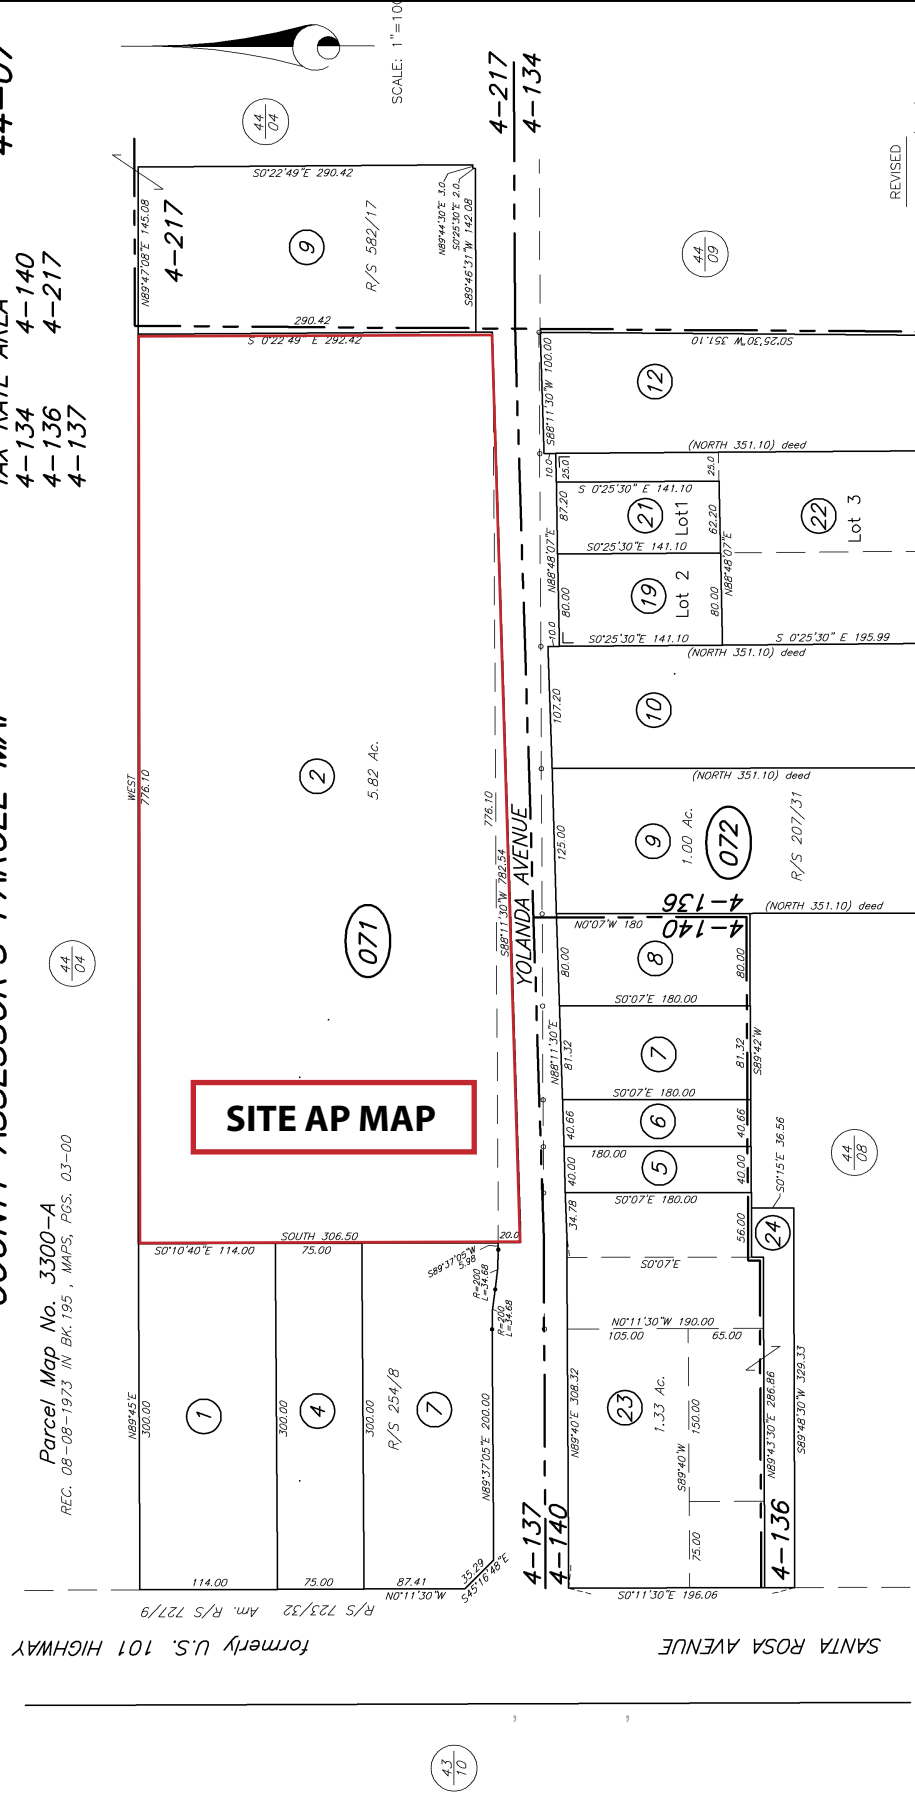 44-07
SCALE: 1"=100
TAX RATE AREA
4-134
4-136
4-137
4-140
4-217
COUNTY ASSESSOR'S PARCEL MAP
Parcel Map No. 3300-A
REC. 08-08-1973 IN BK.195 , MAPS, PGS. 03-00
REVISED
44
04
44
04
44
09
44
08
43
10
4-217
4-134
4-217
N89°47'08"E 145.08
S0°22'49"E 290.42
9
R/S 582/17
N89°44'30"E 3.0
S0°25'30"E 2.0
S89°46'31"W 142.08
290.42
S 0°22'49" E 292.42
WEST
776.10
2
5.82 Ac.
071
776.10
S88°11'30"W 782.54
YOLANDA AVENUE
SITE AP MAP
SOUTH 306.50
20.0
S0°10'40"E 114.00
75.00
S89°37'05"W
5.98
R=200
L=34.68
R=200
L=34.68
N89°45'E
300.00
1
300.00
4
300.00
R/S 254/8
7
N89°37'05"E 200.00
35.29
S45°16'48"E
114.00
75.00
87.41
N0°11'30"W
Am. R/S 727/9
R/S 723/32
formerly U.S. 101 HIGHWAY
SANTA ROSA AVENUE
4-137
4-140
S88°11'30"W 100.00
12
S0°25'30"W 351.10
(NORTH 351.10) deed
10.0
25.0
25.0
S 0°25'30" E 141.10
87.20
21
Lot1
62.20
22
Lot 3
S0°25'30"E 141.10
N88°48'07"E
N88°48'07"E
80.00
19
Lot 2
80.00
10.0
S0°25'30"E 141.10
S 0°25'30" E 195.99
(NORTH 351.10) deed
107.20
10
(NORTH 351.10) deed
125.00
9
1.00 Ac.
072
R/S 207/31
4-136
4-140
(NORTH 351.10) deed
N0°07'W 180
80.00
8
80.00
S0°07'E 180.00
N88°11'30"E
81.32
7
81.32
S89°42'W
S0°07'E 180.00
40.66
6
40.66
180.00
40.00
5
40.00
S0°07'E 180.00
S0°15'E 36.56
34.78
56.00
24
S0°07'E
N0°11'30"W 190.00
105.00
65.00
N89°40'E 308.32
23
1.33 Ac.
S89°40'W
150.00
75.00
N89°43'30"E 286.86
S89°48'30"W 329.33
4-136
S0°11'30"E 196.06